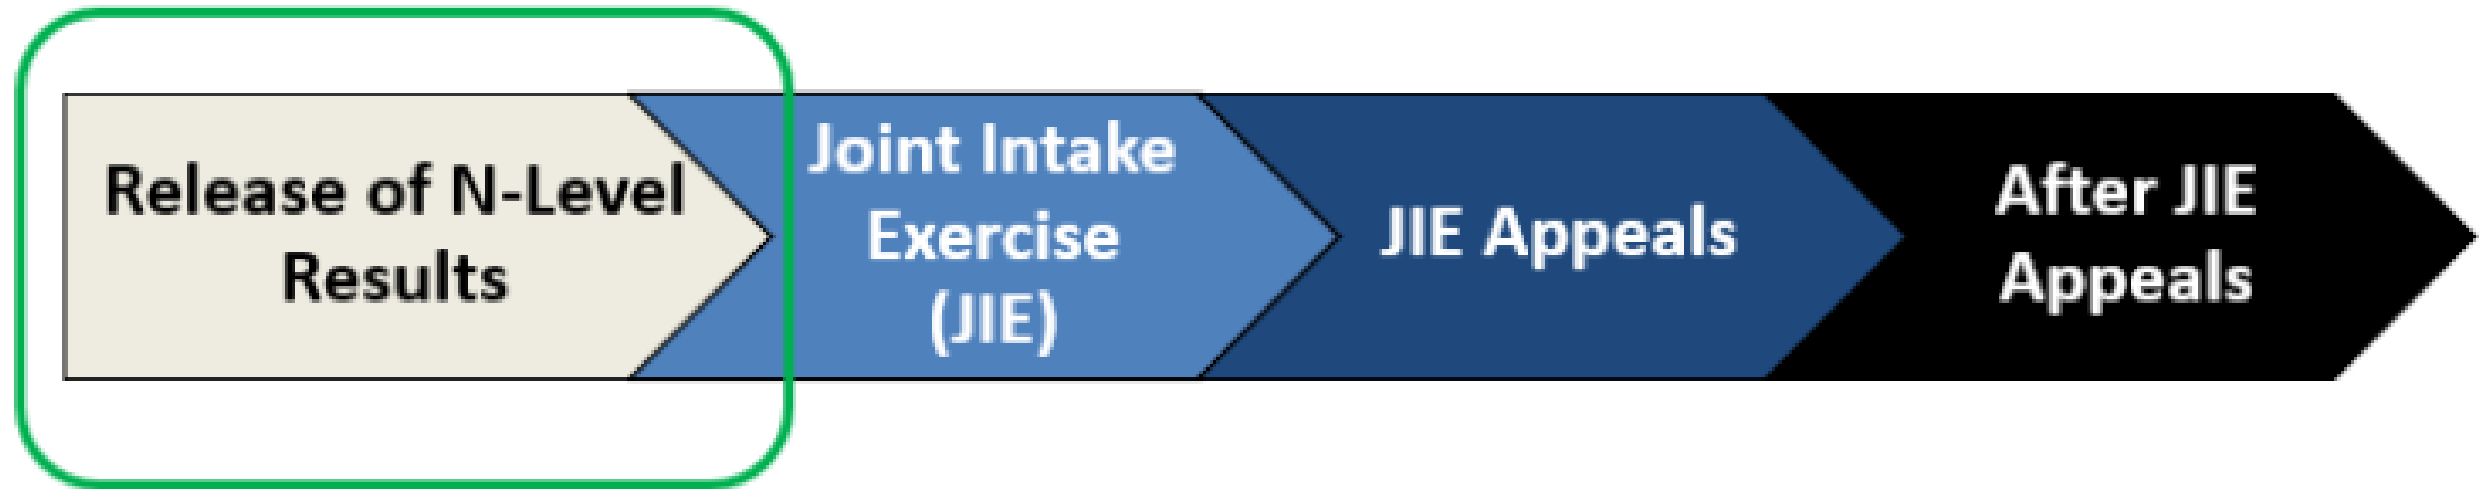 Release of N-Level
Results
Joint Intake
Exercise
(JIE)
JIE Appeals
After JIE
Appeals